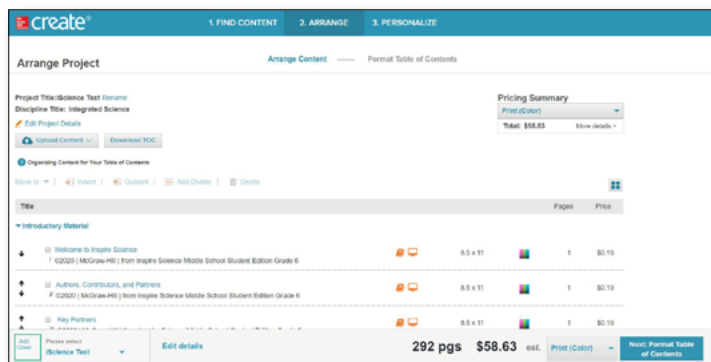 create®
1. FIND CONTENT 2. ARRANGE 3. PERSONALIZE
Arrange Project
Arrange Content Format Table of Contents
Project Title:iScience Test Rename
Discipline Title: Integrated Science
Edit Project Details
Upload Content Download TOC
Pricing Summary
Print (Color)
Total: $58.63 More details +
Organizing Content for Your Table of Contents
Move to Indent Outdent Add Divider Delete
Title Pages Price
Introductory Material
Welcome to Inspire Science 8.5 x 11 1 $0.19
©2020 | McGraw-Hill | from Inspire Science Middle School Student Edition Grade 6
Authors, Contributors, and Partners 8.5 x 11 1 $0.19
©2020 | McGraw-Hill | from Inspire Science Middle School Student Edition Grade 6
Key Partners 8.5 x 11 1 $0.19
Add Cover
Please select
iScience Test
Edit details
292 pgs $58.63 est.
Print (Color)
Next: Format Table
of Contents